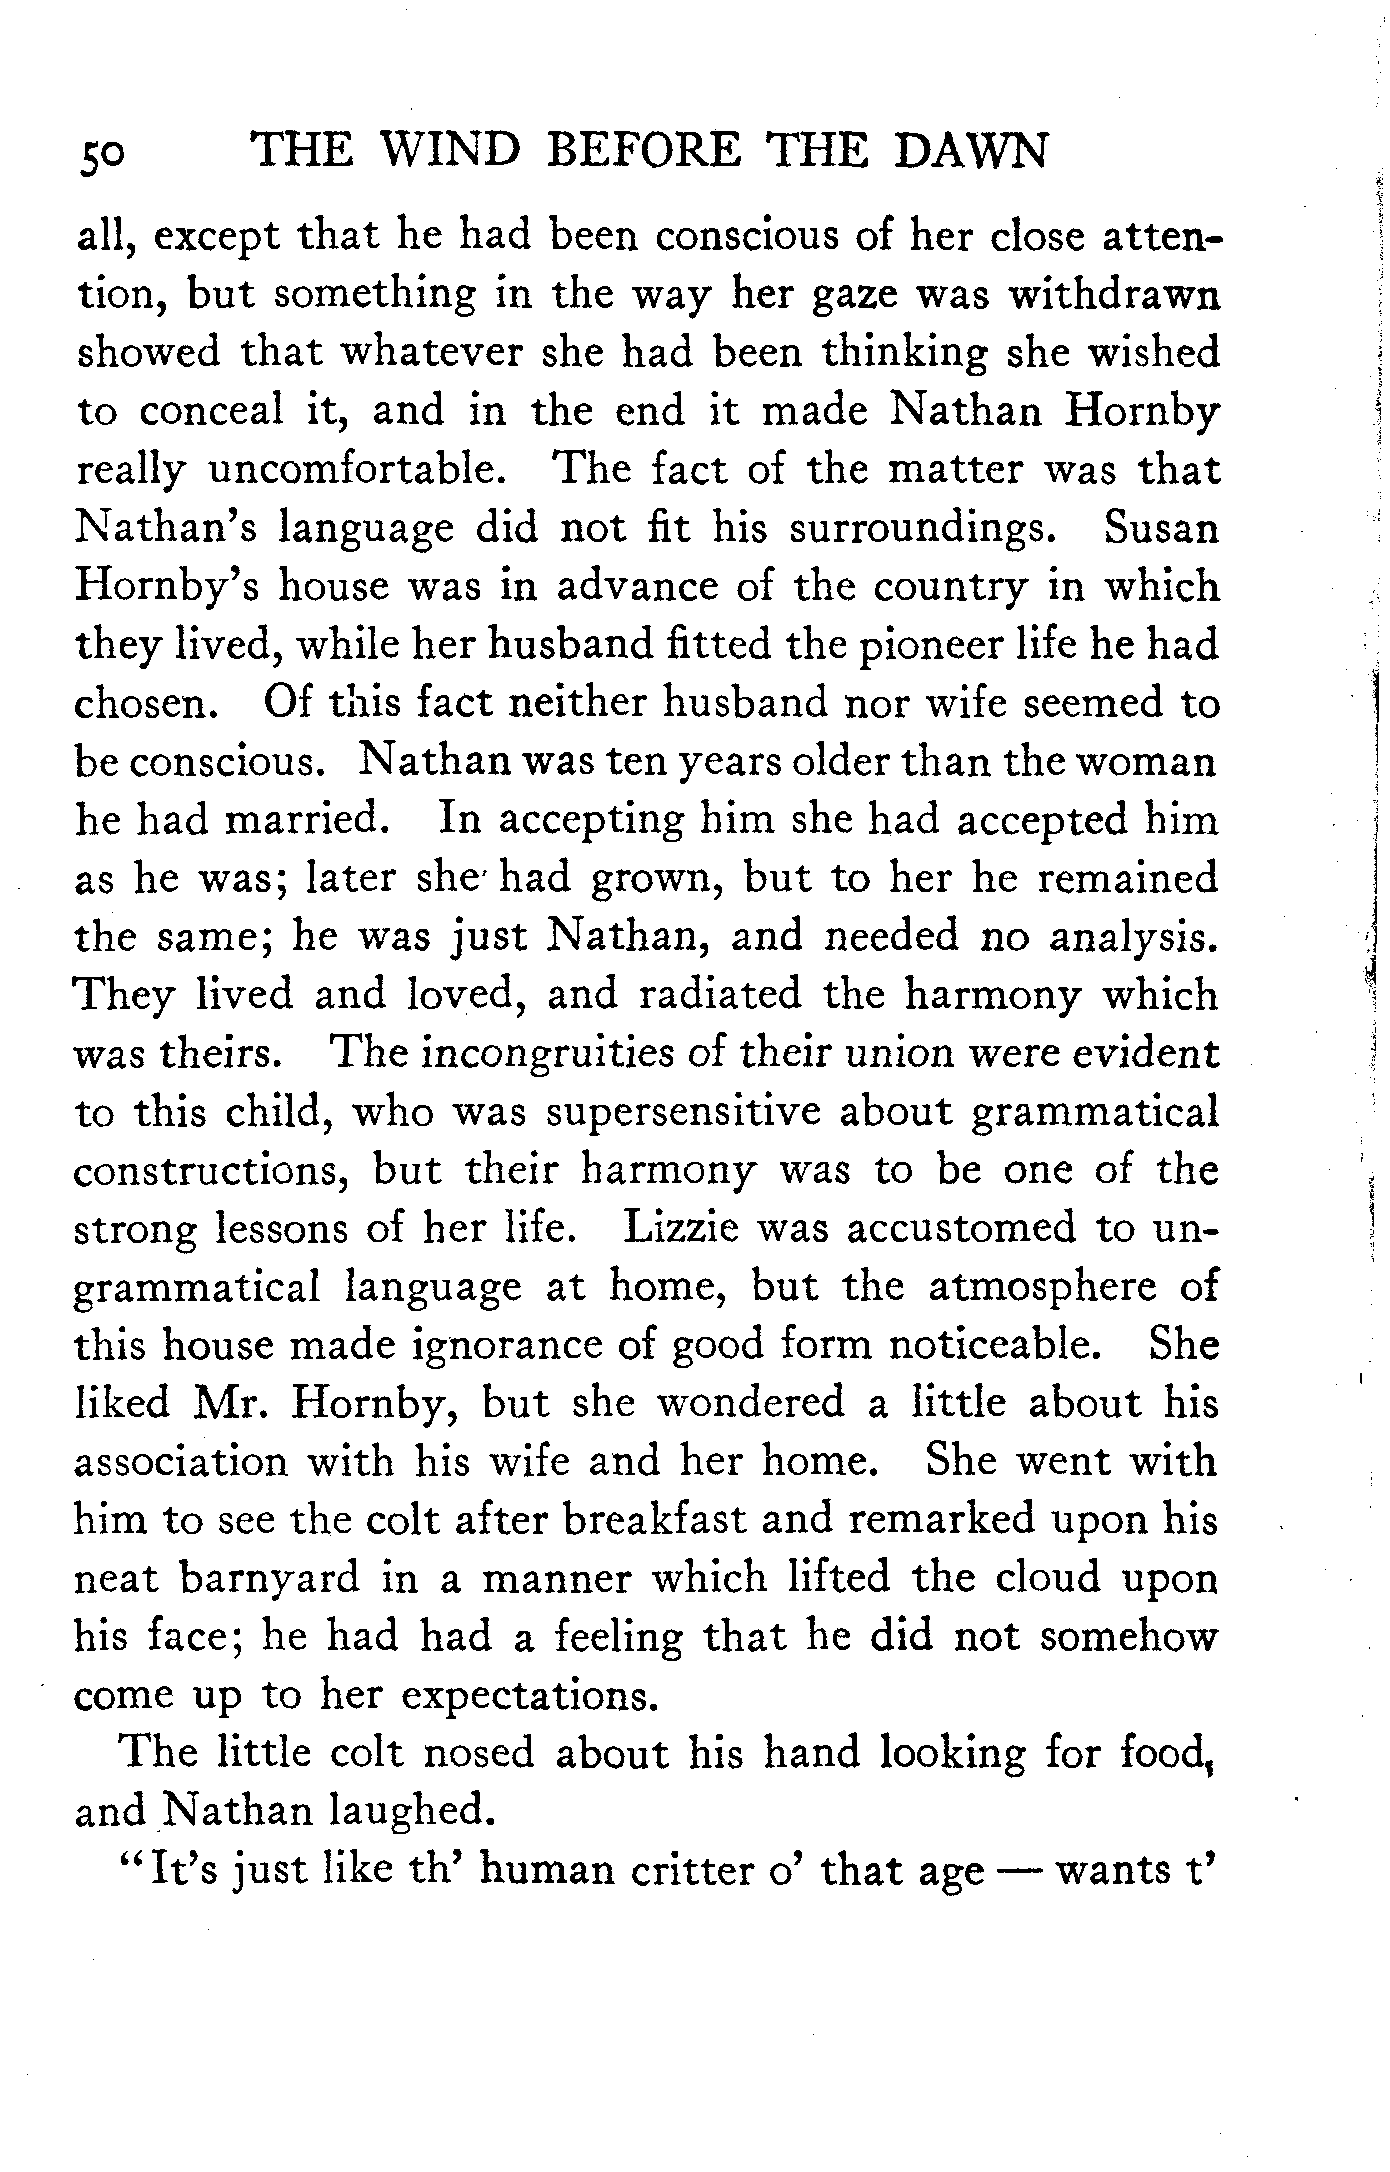 50 THE WIND BEFORE THE DAWN
all, except that he had been conscious of her close atten-
tion, but something in the way her gaze was withdrawn
showed that whatever she had been thinking she wished
to conceal it, and in the end it made Nathan Hornby
really uncomfortable. The fact of the matter was that
Nathan's language did not fit his surroundings. Susan
Hornby's house was in advance of the country in which
they lived, while her husband fitted the pioneer life he had
chosen. Of this fact neither husband nor wife seemed to
be conscious. Nathan was ten years older than the woman
he had married. In accepting him she had accepted him
as he was; later she had grown, but to her he remained
the same; he was just Nathan, and needed no analysis.
They lived and loved, and radiated the harmony which
was theirs. The incongruities of their union were evident
to this child, who was supersensitive about grammatical
constructions, but their harmony was to be one of the
strong lessons of her life. Lizzie was accustomed to un-
grammatical language at home, but the atmosphere of
this house made ignorance of good form noticeable. She
liked Mr. Hornby, but she wondered a little about his
association with his wife and her home. She went with
him to see the colt after breakfast and remarked upon his
neat barnyard in a manner which lifted the cloud upon
his face; he had had a feeling that he did not somehow
come up to her expectations.
The little colt nosed about his hand looking for food,
and Nathan laughed.
"It's just like th' human critter o' that age — wants t'